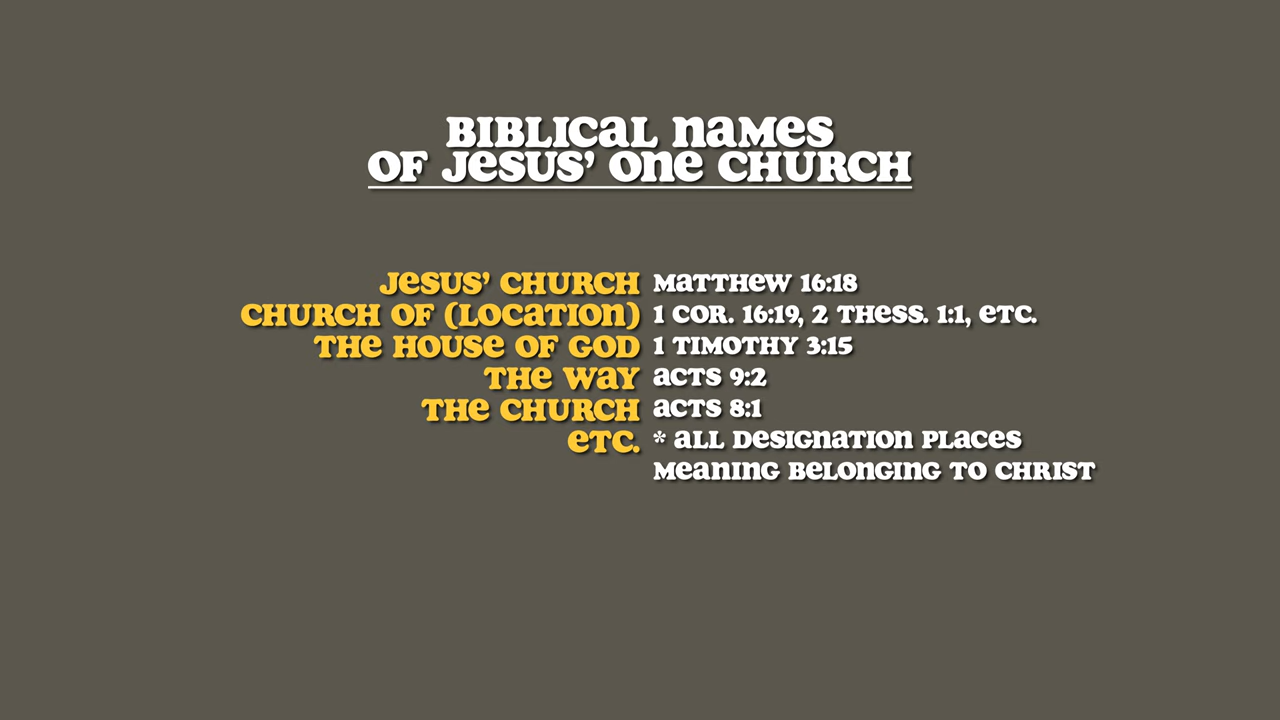 BIBLICAL NAMES
OF JESUS' ONE CHURCH
JESUS' CHURCH MATTHEW 16:18
CHURCH OF (LOCATION) 1 COR. 16:19, 2 THESS. 1:1, ETC.
THE HOUSE OF GOD 1 TIMOTHY 3:15
THE WAY ACTS 9:2
THE CHURCH ACTS 8:1
ETC. * ALL DESIGNATION PLACES
MEANING BELONGING TO CHRIST